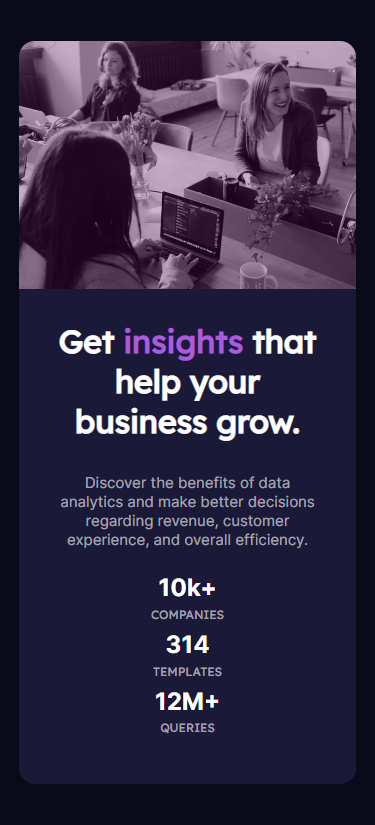 Get insights that
help your
business grow.
Discover the benefits of data
analytics and make better decisions
regarding revenue, customer
experience, and overall efficiency.
10k+
COMPANIES
314
TEMPLATES
12M+
QUERIES